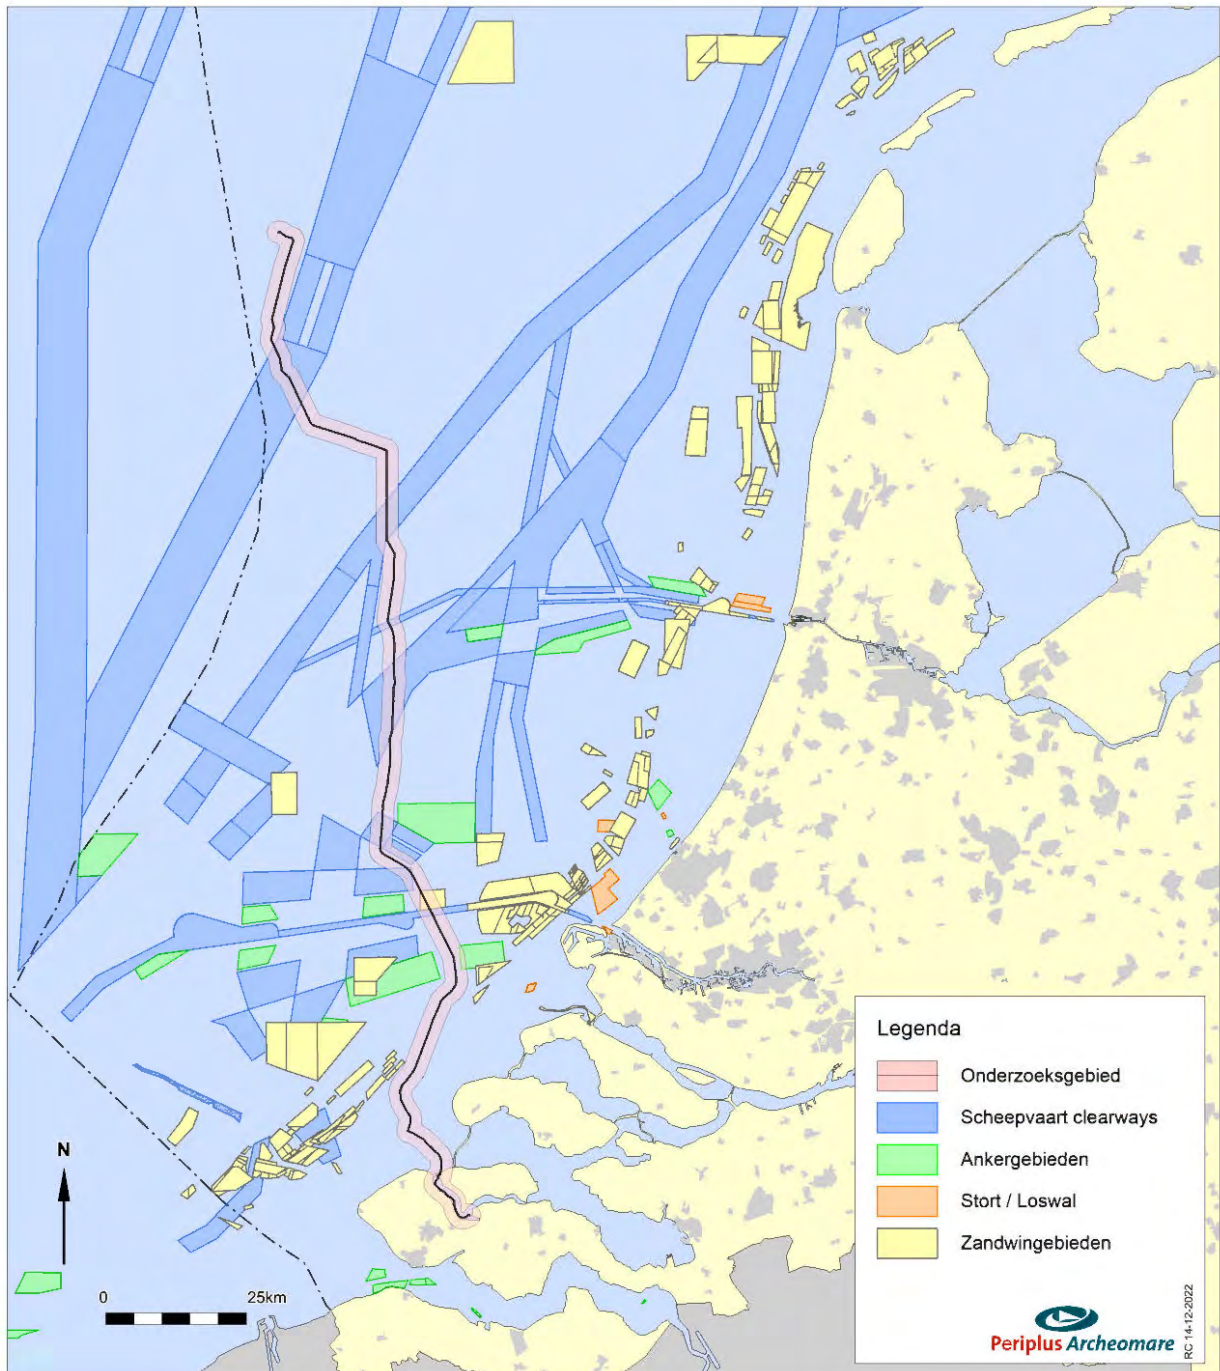 Legenda
Onderzoeksgebied
Scheepvaart clearways
Ankergebieden
Stort / Loswal
Zandwingebieden
N
0 25km
Periplus Archeomare
RC 14-12-2022